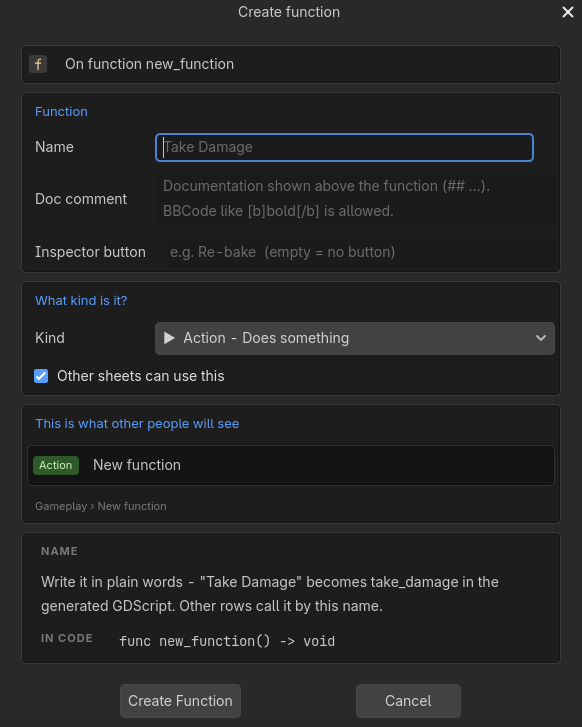 Create function
f On function new_function
Function
Name Take Damage
Doc comment Documentation shown above the function (## ...).
BBCode like [b]bold[/b] is allowed.
Inspector button e.g. Re-bake (empty = no button)
What kind is it?
Kind Action - Does something
Other sheets can use this
This is what other people will see
Action New function
Gameplay › New function
NAME
Write it in plain words - "Take Damage" becomes take_damage in the
generated GDScript. Other rows call it by this name.
IN CODE func new_function() -> void
Create Function Cancel